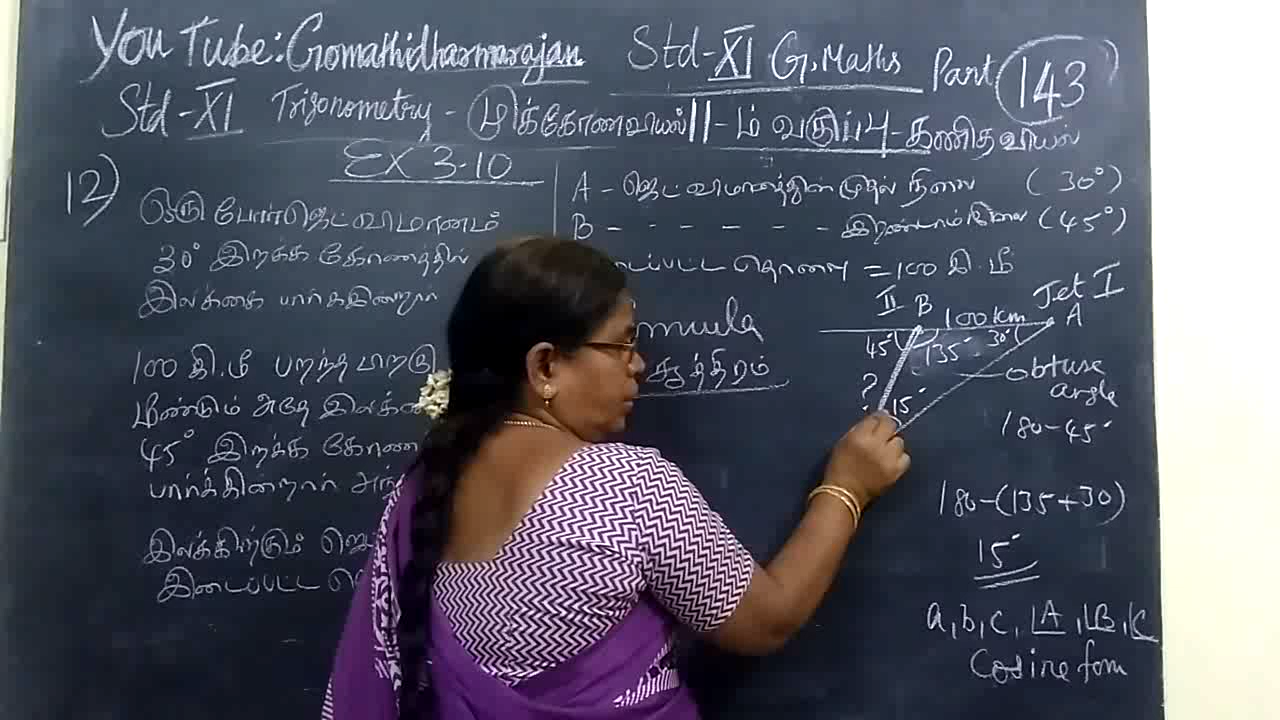 YouTube: Gomathidharmarajan Std-XI G.Maths Part 143
Std-XI Trigonometry - முக்கோணவியல் 11-ம் வகுப்பு - கணிதவியல்
EX 3-10
12)
ஒரு போர் ஜெட் விமானம்
30° இறக்க கோணத்தில்
இலக்கை பார்க்கின்றார்
100 கி.மீ பறந்த பிறகு
மீண்டும் அதே
45° இறக்க
பார்க்கின்றார்
இலக்கிற்கும்
இடைப்பட்ட
A - ஜெட் விமானத்தின் முதல் நிலை (30°)
B - - - - - - - இரண்டாம் நிலை (45°)
தொலைவு = 100 கி.மீ
சூத்திரம்
II B 100 km Jet I A
45° 135° 30°
? 15°
obtuse
angle
180-45°
180-(135+30)
15°
a, b, c, ∠A, ∠B, ∠C
Cosine fom